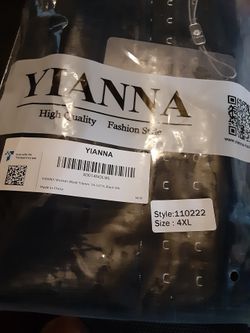 YIANNA
High Quality Fashion Style
YIANNA
Made in China
Style:110222
Size : 4XL